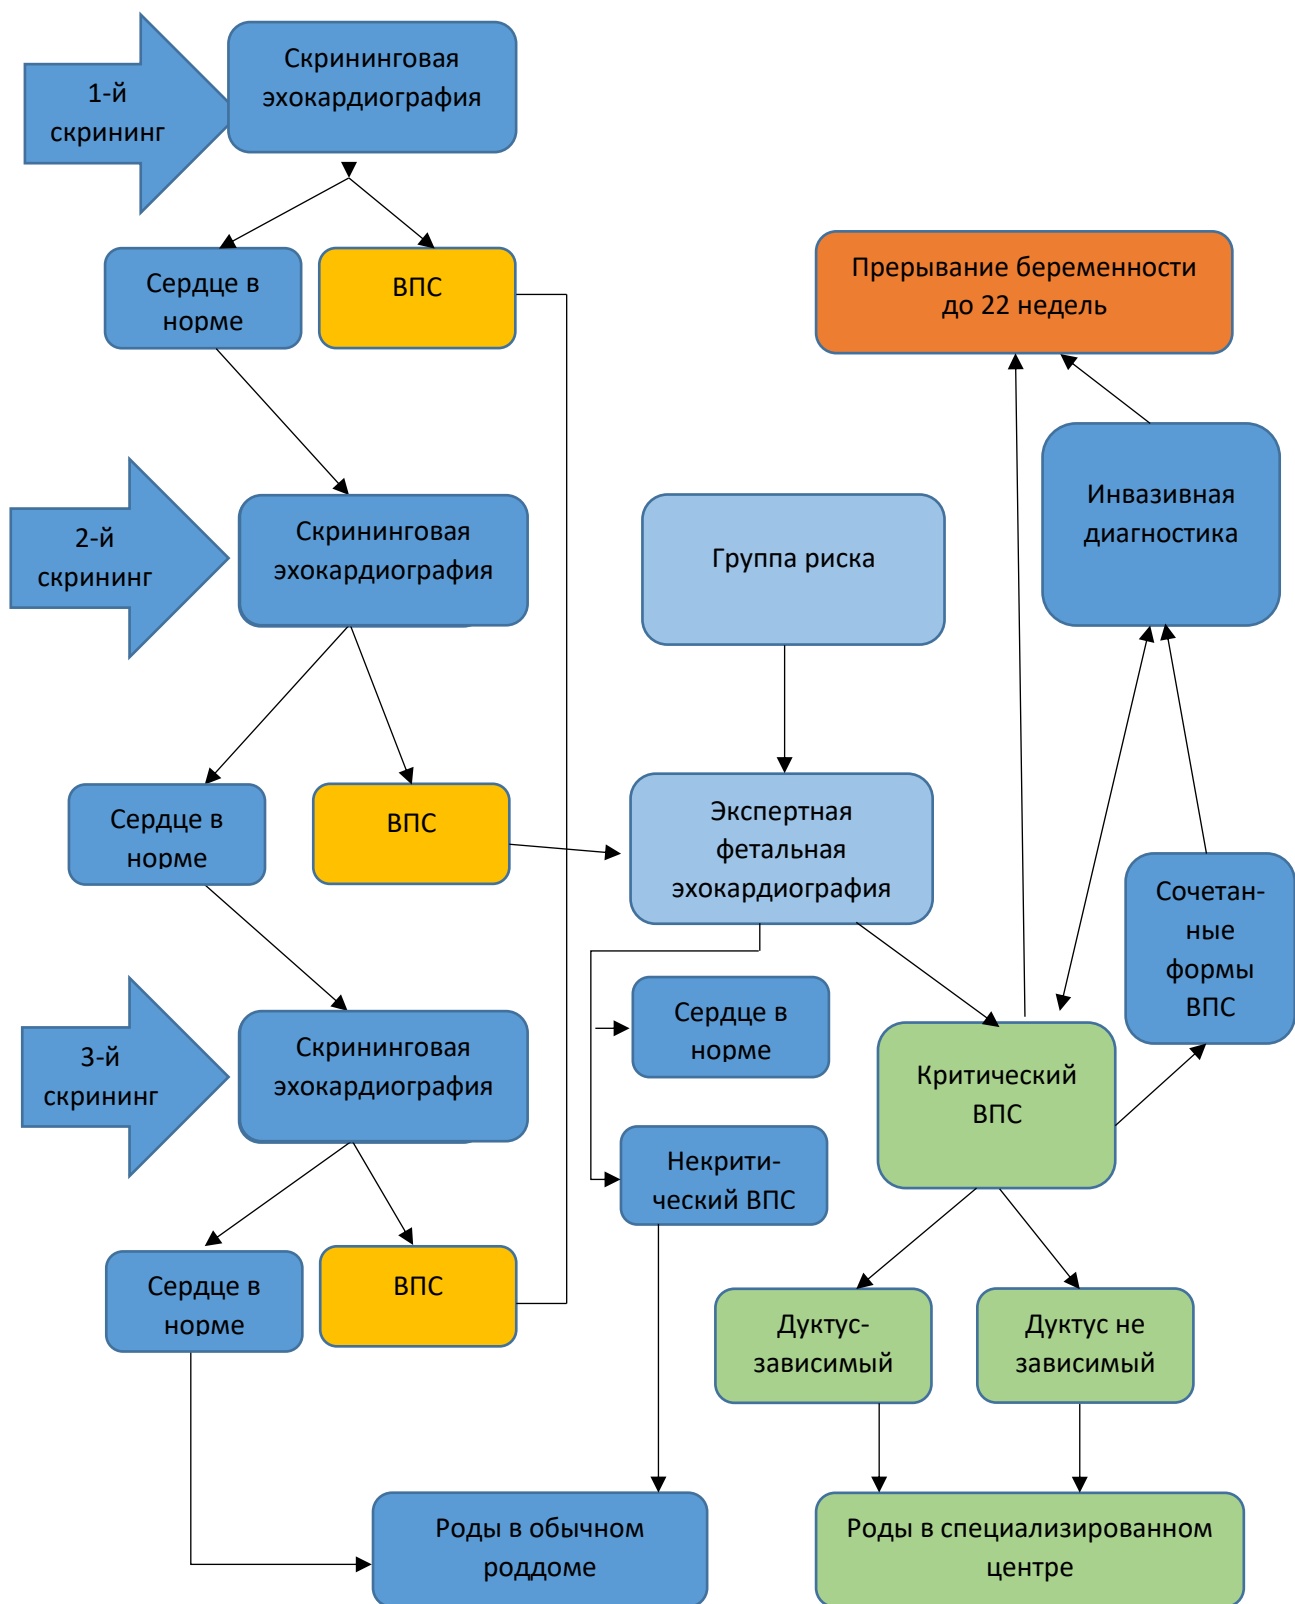 1-й
скрининг
Скрининговая
эхокардиография
Сердце в
норме
ВПС
Прерывание беременности
до 22 недель
2-й
скрининг
Скрининговая
эхокардиография
Группа риска
Инвазивная
диагностика
Сердце в
норме
ВПС
Экспертная
фетальная
эхокардиография
Сочетан-
ные
формы
ВПС
3-й
скрининг
Скрининговая
эхокардиография
Сердце в
норме
Критический
ВПС
Некрити-
ческий ВПС
Сердце в
норме
ВПС
Дуктус-
зависимый
Дуктус не
зависимый
Роды в обычном
роддоме
Роды в специализированном
центре